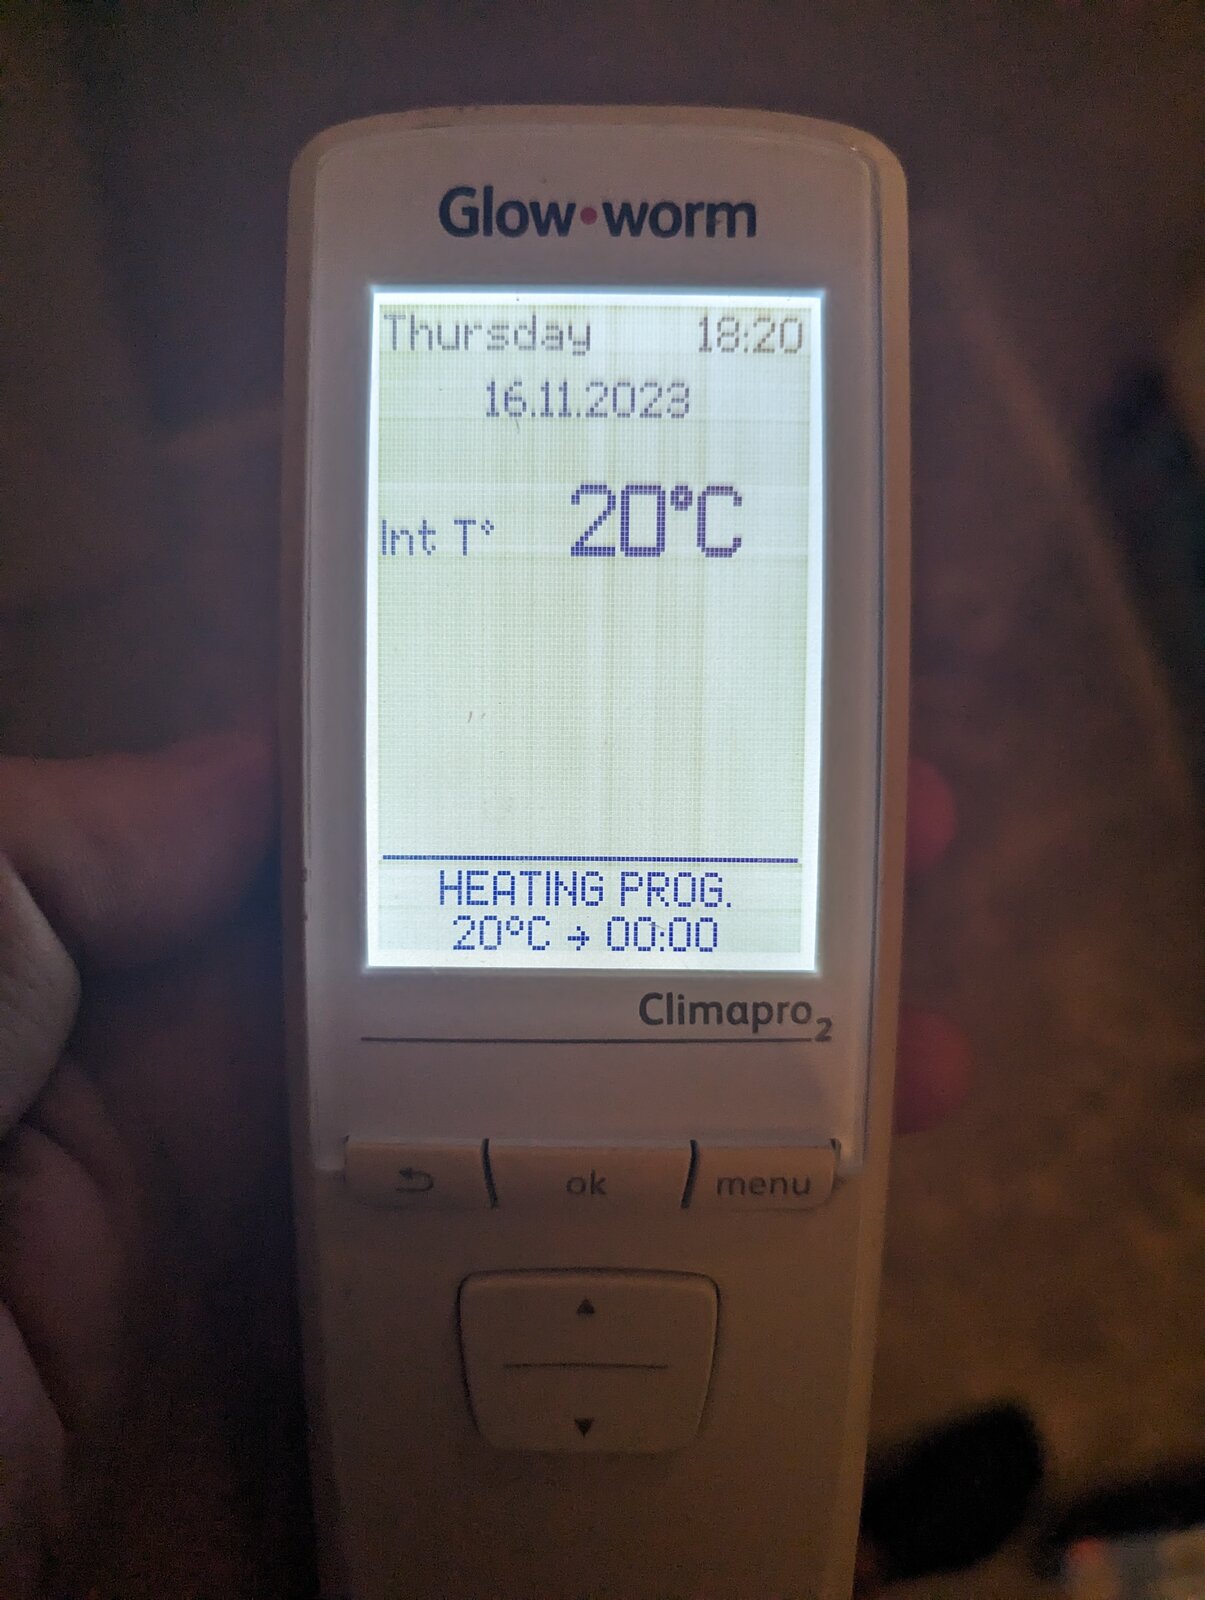 Glow•worm
Thursday 18:20
16.11.2023
Int T° 20°C
HEATING PROG.
20°C → 00:00
Climapro2
ok menu